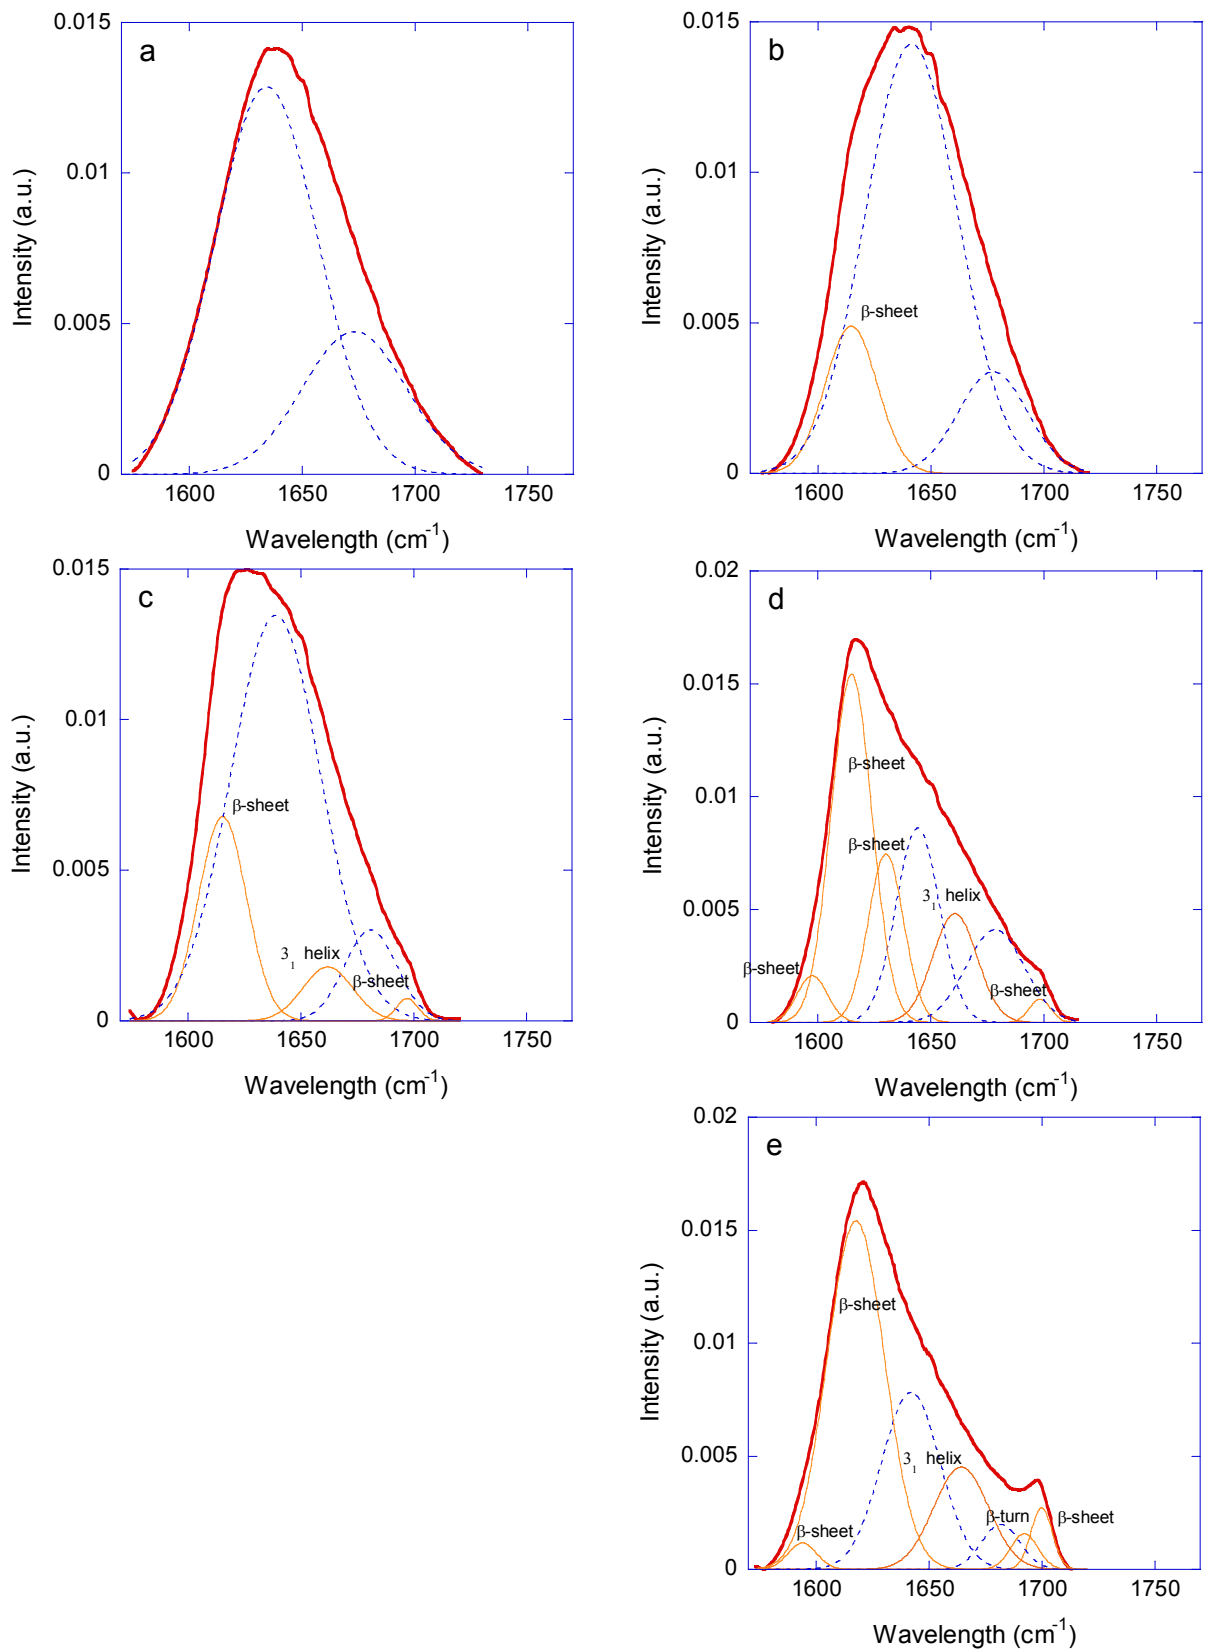 a
0.015
0.01
0.005
0
1600
1650
1700
1750
Intensity (a.u.)
Wavelength (cm⁻¹)
b
0.015
0.01
0.005
0
β-sheet
1600
1650
1700
1750
Intensity (a.u.)
Wavelength (cm⁻¹)
c
0.015
0.01
0.005
0
β-sheet
3₁ helix
β-sheet
1600
1650
1700
1750
Intensity (a.u.)
Wavelength (cm⁻¹)
d
0.02
0.015
0.01
0.005
0
β-sheet
β-sheet
3₁ helix
β-sheet
β-sheet
1600
1650
1700
1750
Intensity (a.u.)
Wavelength (cm⁻¹)
e
0.02
0.015
0.01
0.005
0
β-sheet
3₁ helix
β-turn
β-sheet
β-sheet
1600
1650
1700
1750
Intensity (a.u.)
Wavelength (cm⁻¹)